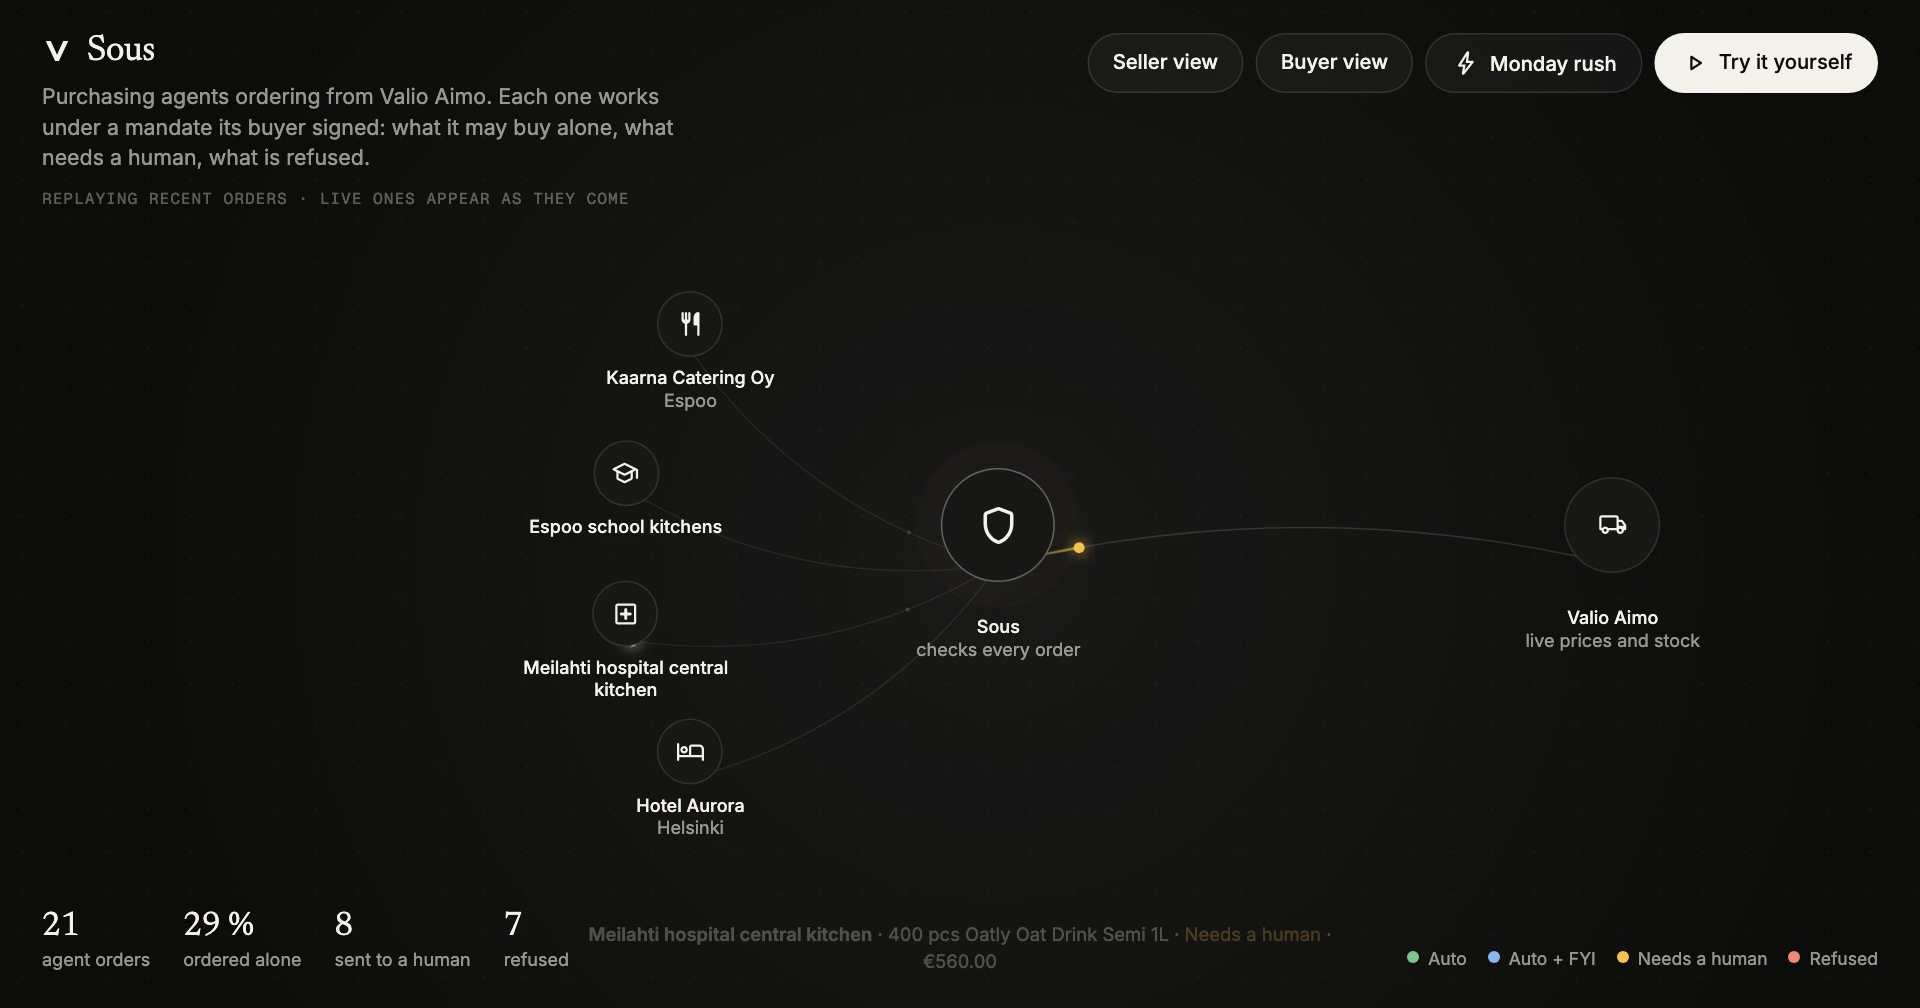 Sous
Seller view
Buyer view
Monday rush
Try it yourself
Purchasing agents ordering from Valio Aimo. Each one works
under a mandate its buyer signed: what it may buy alone, what
needs a human, what is refused.
REPLAYING RECENT ORDERS · LIVE ONES APPEAR AS THEY COME
Kaarna Catering Oy
Espoo
Espoo school kitchens
Meilahti hospital central
kitchen
Hotel Aurora
Helsinki
Sous
checks every order
Valio Aimo
live prices and stock
21
agent orders
29 %
ordered alone
8
sent to a human
7
refused
Meilahti hospital central kitchen · 400 pcs Oatly Oat Drink Semi 1L · Needs a human ·
€560.00
Auto
Auto + FYI
Needs a human
Refused